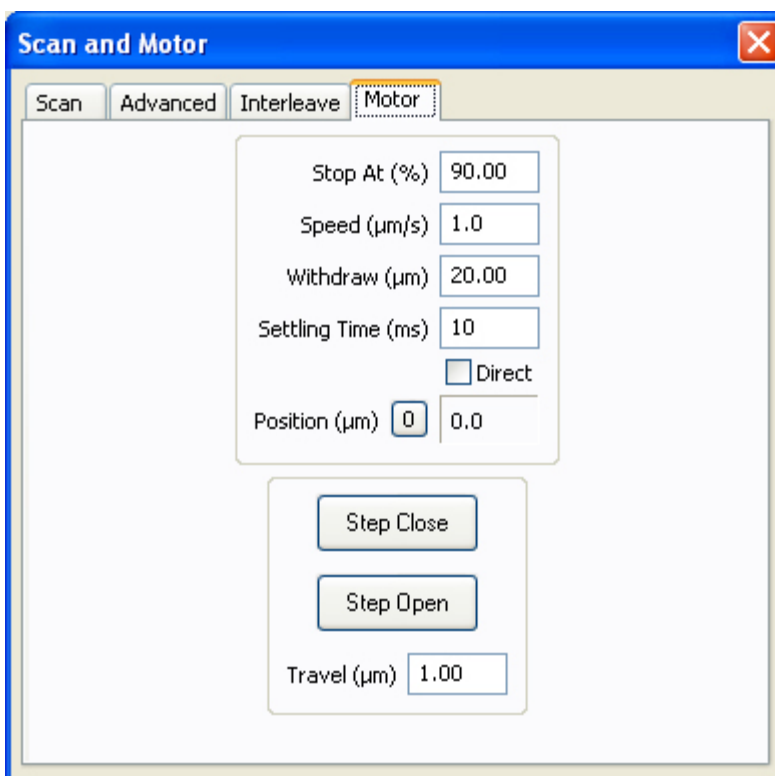 Scan and Motor
Scan Advanced Interleave Motor
Stop At (%) 90.00
Speed (µm/s) 1.0
Withdraw (µm) 20.00
Settling Time (ms) 10
Direct
Position (µm) 0 0.0
Step Close
Step Open
Travel (µm) 1.00